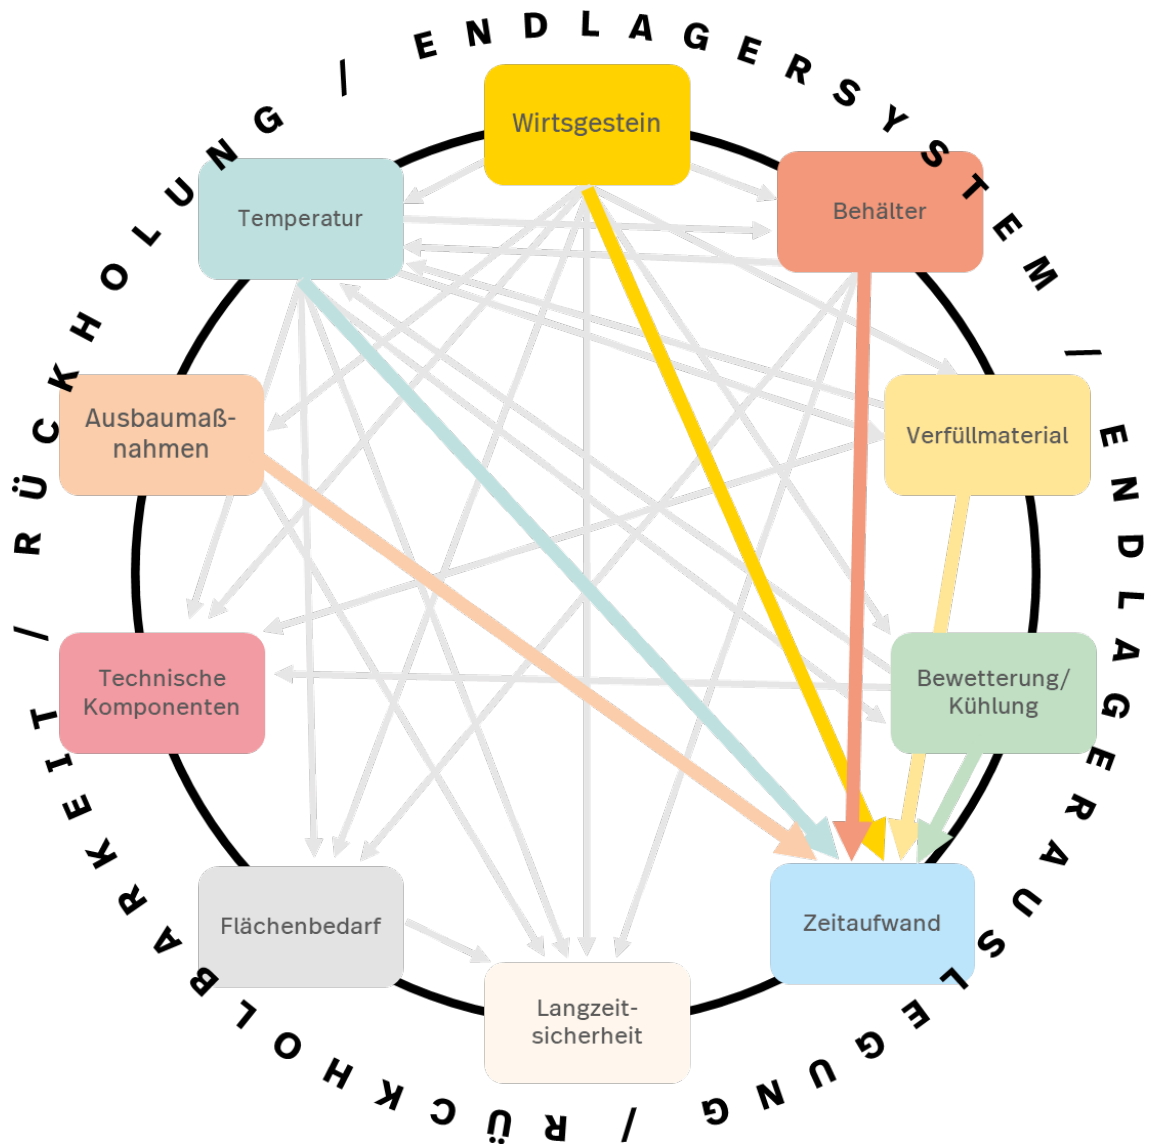 ENDLAGERSYSTEM / ENDLAGERAUSLEGUNG / RÜCKHOLBARKEIT / RÜCKHOLUNG /
Wirtsgestein
Behälter
Temperatur
Ausbaumaß-
nahmen
Verfüllmaterial
Technische
Komponenten
Bewetterung/
Kühlung
Flächenbedarf
Zeitaufwand
Langzeit-
sicherheit